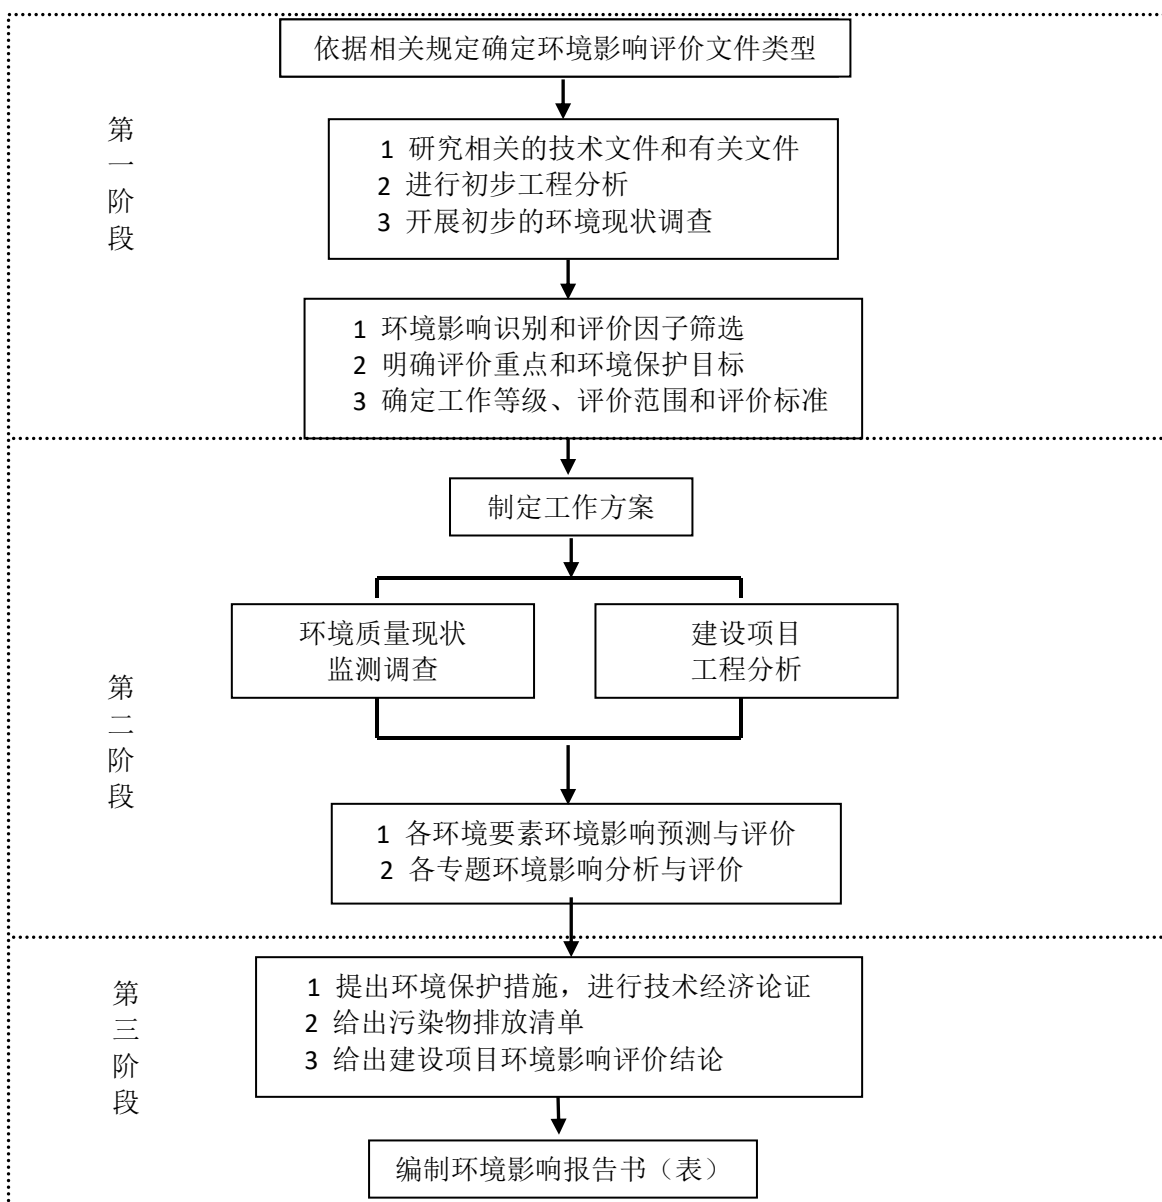 依据相关规定确定环境影响评价文件类型
第一阶段
1 研究相关的技术文件和有关文件
2 进行初步工程分析
3 开展初步的环境现状调查
1 环境影响识别和评价因子筛选
2 明确评价重点和环境保护目标
3 确定工作等级、评价范围和评价标准
制定工作方案
第二阶段
环境质量现状
监测调查
建设项目
工程分析
1 各环境要素环境影响预测与评价
2 各专题环境影响分析与评价
第三阶段
1 提出环境保护措施，进行技术经济论证
2 给出污染物排放清单
3 给出建设项目环境影响评价结论
编制环境影响报告书（表）